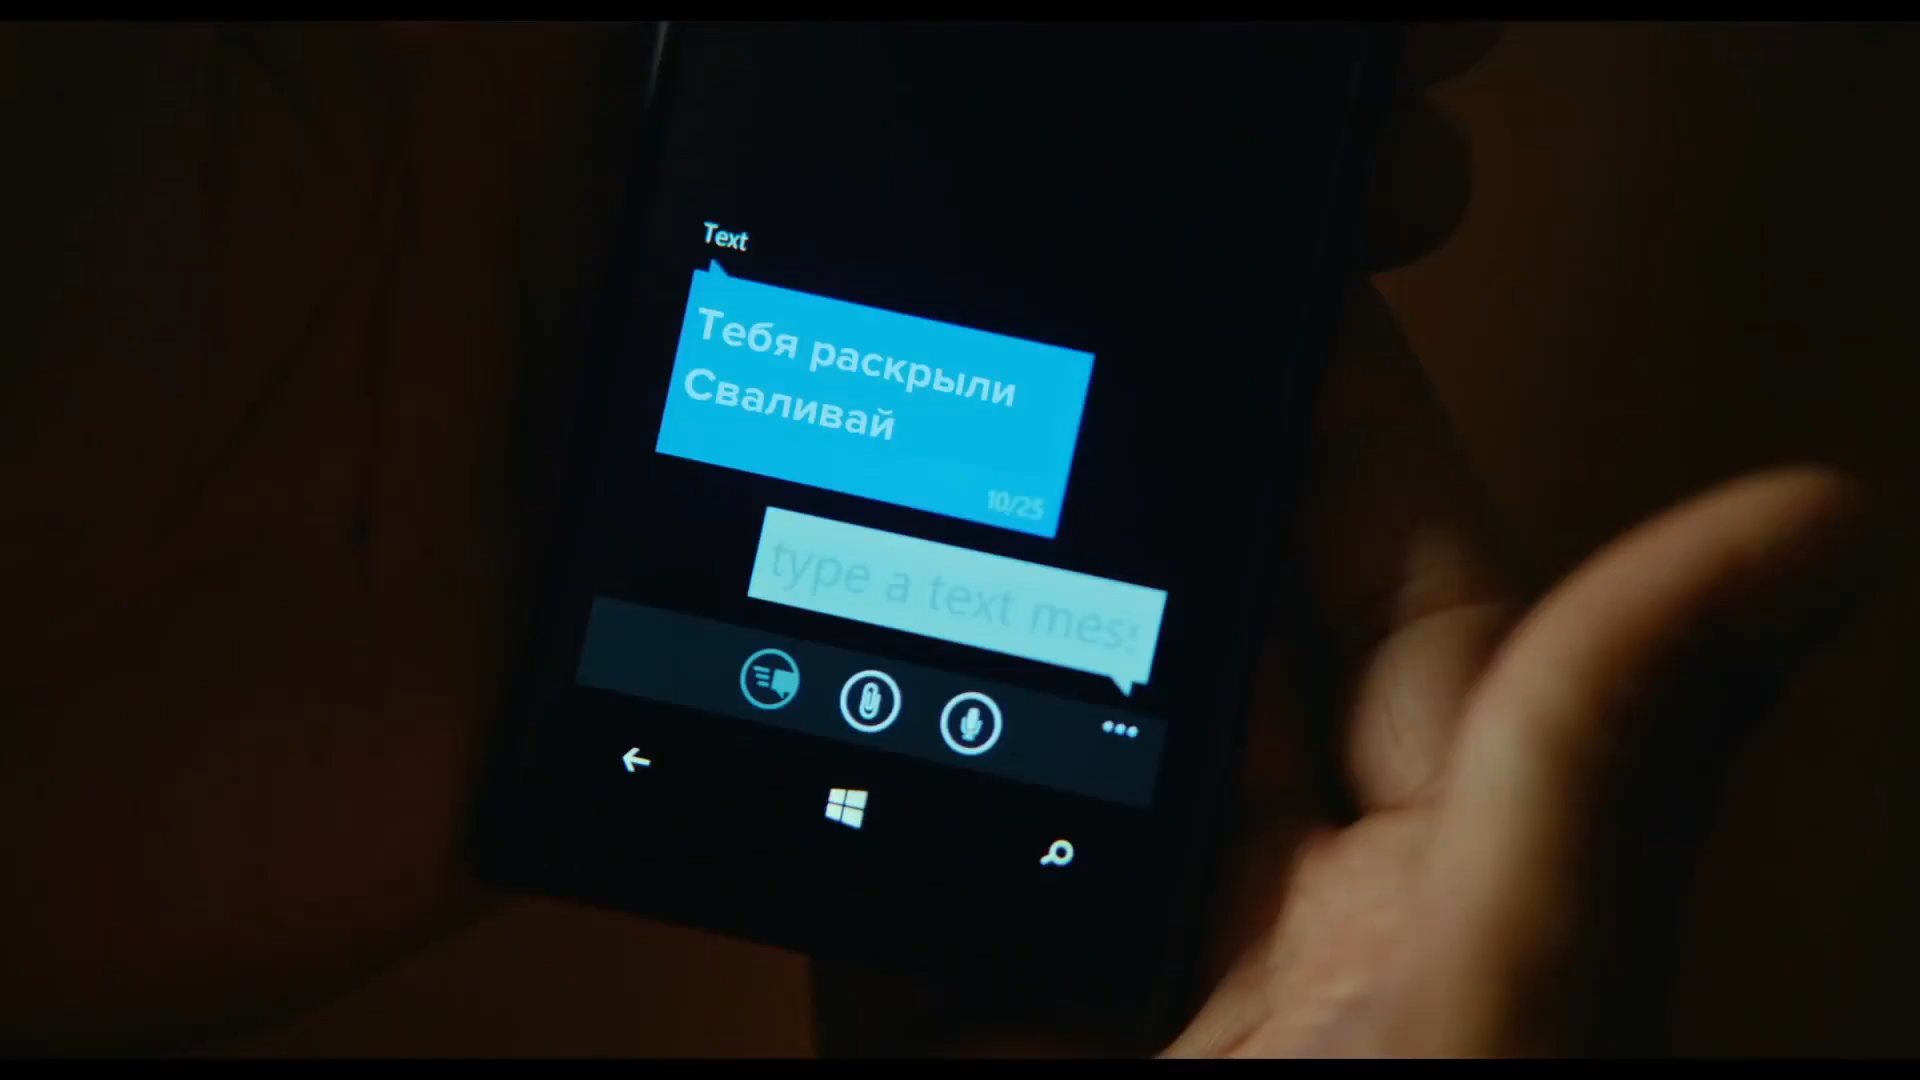 Text
Тебя раскрыли
Сваливай
10/25
type a text mes